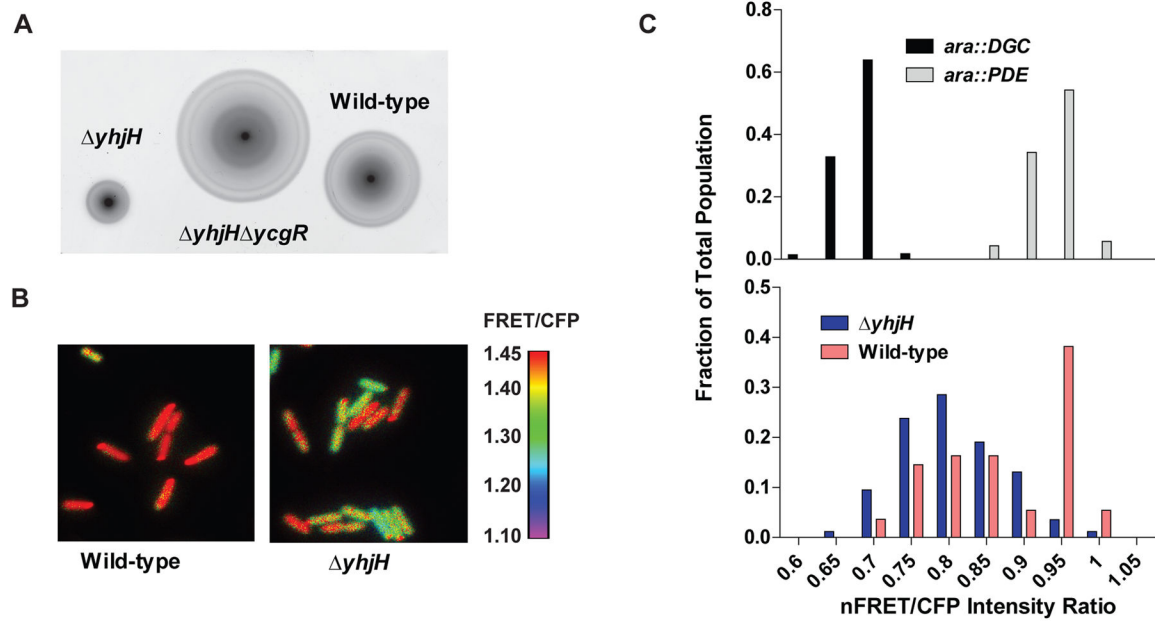 A
ΔyhjH
Wild-type
ΔyhjHΔycgR
B
FRET/CFP
1.45
1.40
1.30
1.20
1.10
Wild-type
ΔyhjH
C
Fraction of Total Population
0.8
0.6
0.4
0.2
0.0
ara::DGC
ara::PDE
0.5
0.4
0.3
0.2
0.1
0.0
ΔyhjH
Wild-type
0.6 0.65 0.7 0.75 0.8 0.85 0.9 0.95 1 1.05
nFRET/CFP Intensity Ratio